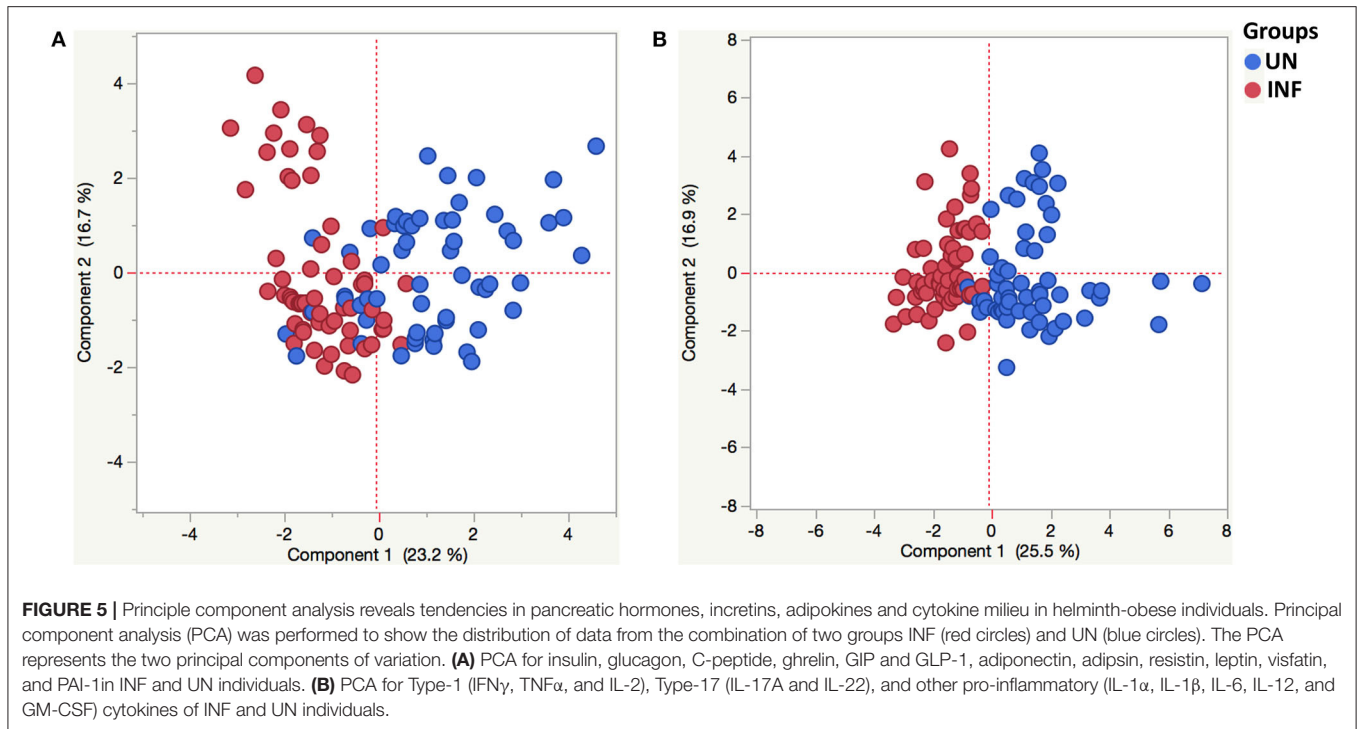 A
B
Groups
UN
INF
4
2
0
-2
-4
Component 2 (16.7 %)
-4
-2
0
2
4
Component 1 (23.2 %)
8
6
4
2
0
-2
-4
-6
-8
Component 2 (16.9 %)
-8
-6
-4
-2
0
2
4
6
8
Component 1 (25.5 %)
FIGURE 5 | Principle component analysis reveals tendencies in pancreatic hormones, incretins, adipokines and cytokine milieu in helminth-obese individuals. Principal
component analysis (PCA) was performed to show the distribution of data from the combination of two groups INF (red circles) and UN (blue circles). The PCA
represents the two principal components of variation. (A) PCA for insulin, glucagon, C-peptide, ghrelin, GIP and GLP-1, adiponectin, adipsin, resistin, leptin, visfatin,
and PAI-1in INF and UN individuals. (B) PCA for Type-1 (IFNγ, TNFα, and IL-2), Type-17 (IL-17A and IL-22), and other pro-inflammatory (IL-1α, IL-1β, IL-6, IL-12, and
GM-CSF) cytokines of INF and UN individuals.